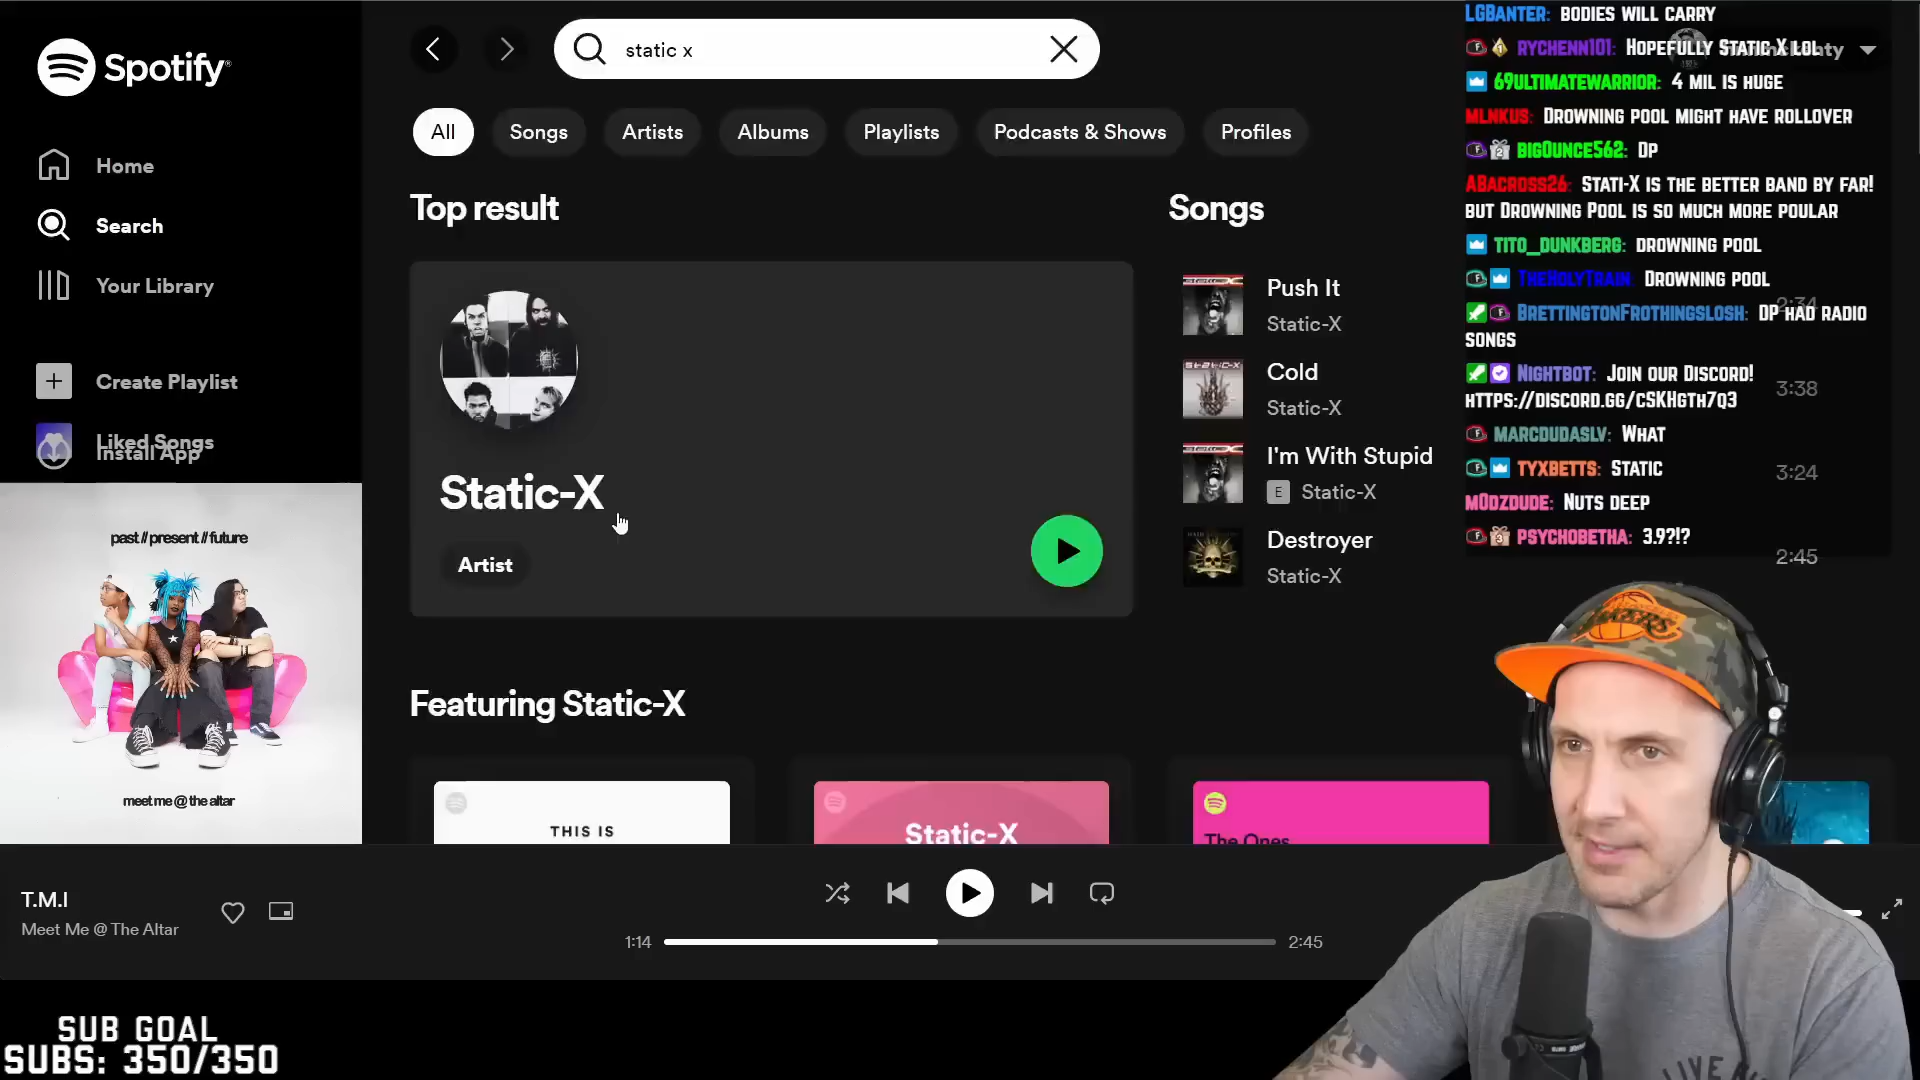 Spotify
Home
Search
Your Library
Create Playlist
Liked Songs
Install App
past // present // future
meet me @ the altar
static x
All
Songs
Artists
Albums
Playlists
Podcasts & Shows
Profiles
Top result
Static-X
Artist
Songs
Push It
Static-X
2:34
Cold
Static-X
3:38
I'm With Stupid
E Static-X
3:24
Destroyer
Static-X
2:45
Featuring Static-X
THIS IS
Static-X
The Ones
LGBANTER: BODIES WILL CARRY
RYCHENN101: HOPEFULLY STATIC X LOL
69ULTIMATEWARRIOR: 4 MIL IS HUGE
MLNKUS: DROWNING POOL MIGHT HAVE ROLLOVER
BIGOUNCE562: DP
ABACROSS26: STATI-X IS THE BETTER BAND BY FAR!
BUT DROWNING POOL IS SO MUCH MORE POULAR
TITO_DUNKBERG: DROWNING POOL
THEHOLYTRAIN: DROWNING POOL
BRETTINGTONFROTHINGSLOSH: DP HAD RADIO
SONGS
NIGHTBOT: JOIN OUR DISCORD!
HTTPS://DISCORD.GG/CSKHGTH7Q3
MARCDUDASLV: WHAT
TYXBETTS: STATIC
M0DZDUDE: NUTS DEEP
PSYCHOBETHA: 3.9?!?
T.M.I
Meet Me @ The Altar
1:14
2:45
SUB GOAL
SUBS: 350/350